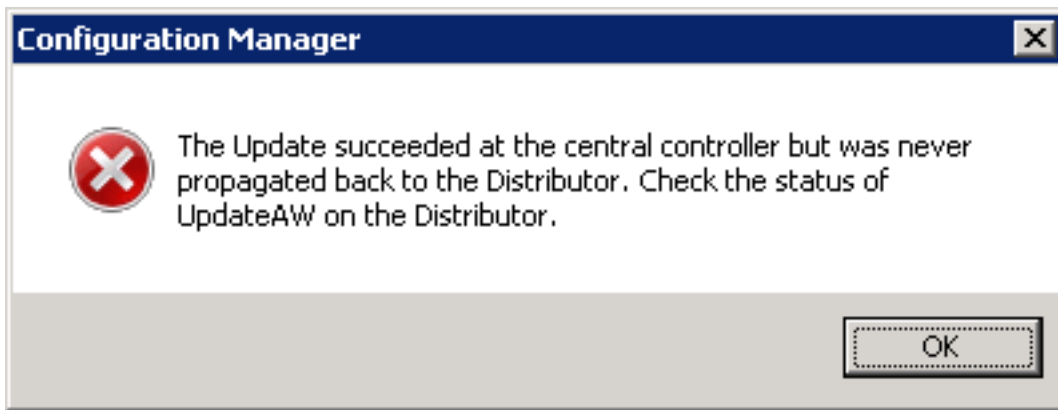 Configuration Manager
The Update succeeded at the central controller but was never
propagated back to the Distributor. Check the status of
UpdateAW on the Distributor.
OK